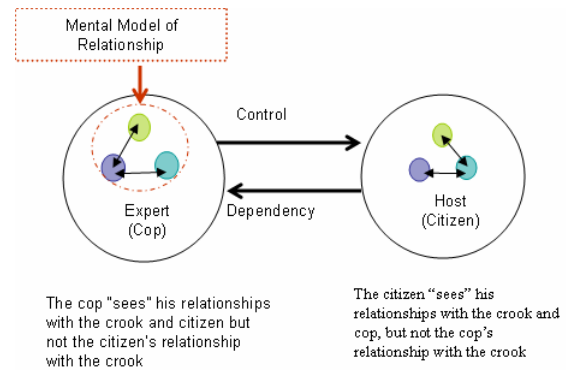 Mental Model of
Relationship
Control
Expert
(Cop)
Dependency
Host
(Citizen)
The cop "sees" his relationships
with the crook and citizen but
not the citizen's relationship
with the crook
The citizen “sees” his
relationships with the crook and
cop, but not the cop’s
relationship with the crook